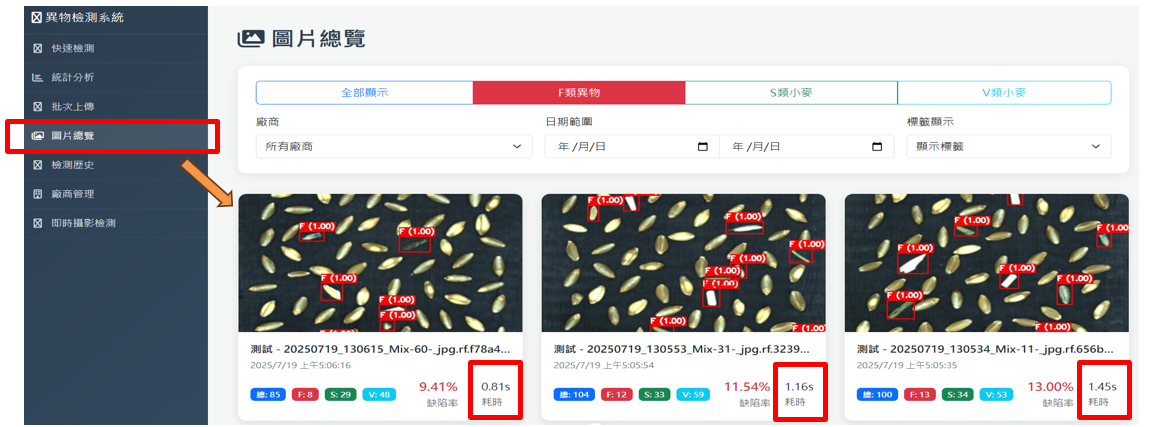 異物檢測系統
快速檢測
統計分析
批次上傳
圖片總覽
檢測歷史
廠商管理
即時攝影檢測
圖片總覽
全部顯示 F類異物 S類小麥 V類小麥
廠商 日期範圍 標籤顯示
所有廠商 年 /月/日 年 /月/日 顯示標籤
F (1.00)
F (1.00)
F (1.00)
F (1.00)
F (1.00)
F (1.00)
測試 - 20250719_130615_Mix-60-_jpg.rf.f78a4...
2025/7/19 上午5:06:16
總: 85 F: 8 S: 29 V: 48 9.41% 缺陷率 0.81s 耗時
F (1.00)
F (1.00)
F (1.00)
F (1.00)
F (1.00)
F (1.00)
F (1.00)
F (1.00)
F (1.00)
測試 - 20250719_130553_Mix-31-_jpg.rf.3239...
2025/7/19 上午5:05:54
總: 104 F: 12 S: 33 V: 59 11.54% 缺陷率 1.16s 耗時
F (1.00)
F (1.0
F (1.00)
F (1.00)
F (1.00)
F (1.00)
F (1.00)
測試 - 20250719_130534_Mix-11-_jpg.rf.656b...
2025/7/19 上午5:05:35
總: 100 F: 13 S: 34 V: 53 13.00% 缺陷率 1.45s 耗時